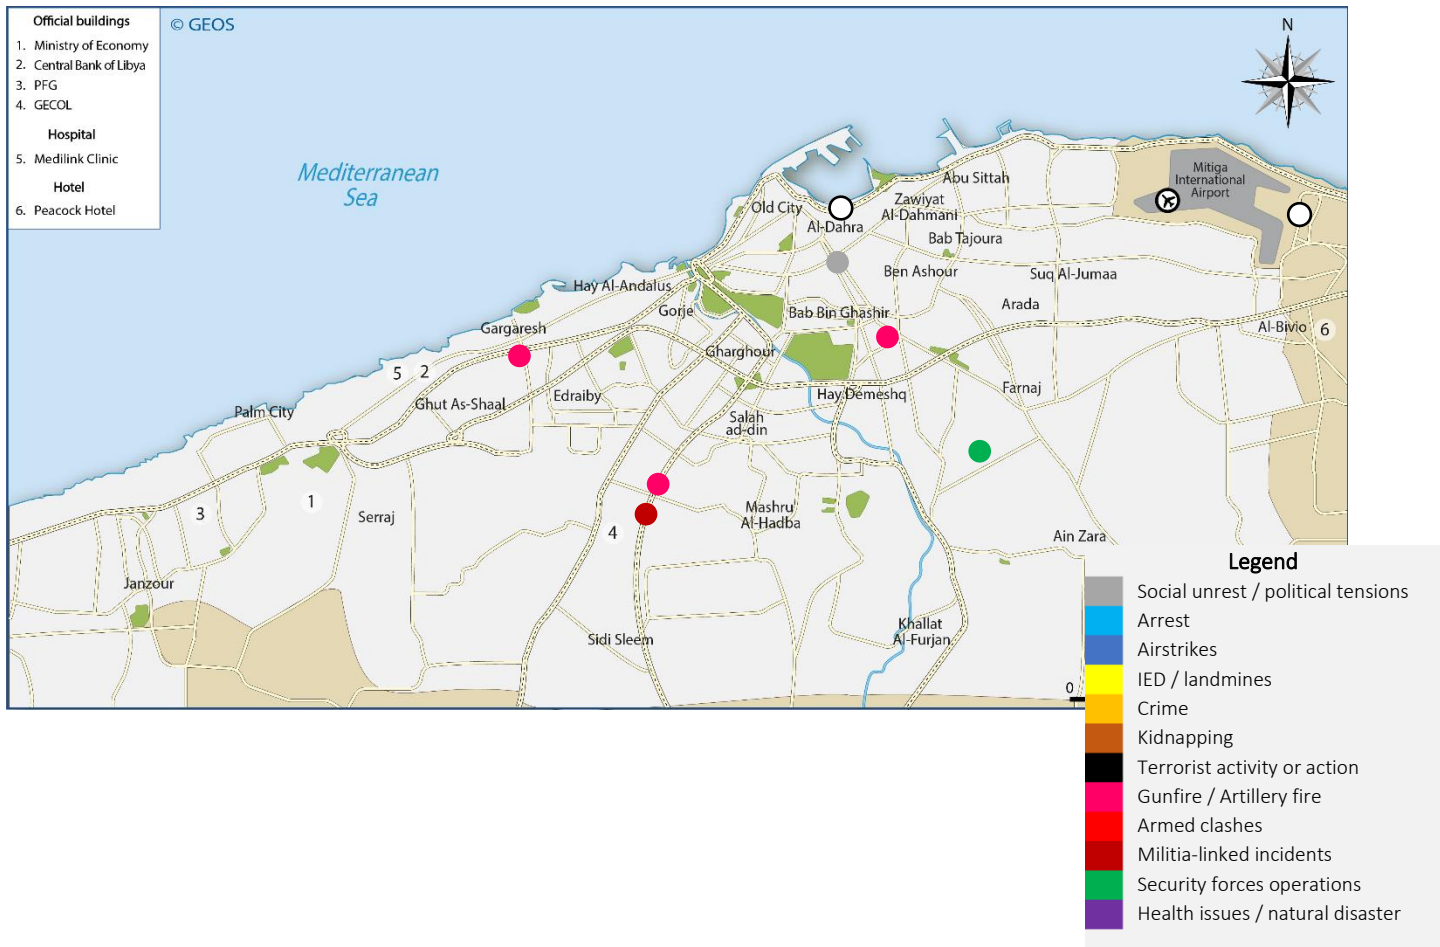 Official buildings
1. Ministry of Economy
2. Central Bank of Libya
3. PFG
4. GECOL
Hospital
5. Medilink Clinic
Hotel
6. Peacock Hotel
© GEOS
N
Mediterranean
Sea
Mitiga
International
Airport
Abu Sittah
Old City
Zawiyat
Al-Dahmani
Al-Dahra
Bab Tajoura
Ben Ashour
Suq Al-Jumaa
Hay Al-Andalus
Arada
Gorje
Bab Bin Ghashir
Gargaresh
Al-Bivio
6
Gharghour
5
2
Farnaj
Edraiby
Hay Demeshq
Ghut As-Shaal
Palm City
Salah
ad-din
1
3
Serraj
Mashru
Al-Hadba
4
Ain Zara
Janzour
Khallat
Al-Furjan
Sidi Sleem
0
Legend
Social unrest / political tensions
Arrest
Airstrikes
IED / landmines
Crime
Kidnapping
Terrorist activity or action
Gunfire / Artillery fire
Armed clashes
Militia-linked incidents
Security forces operations
Health issues / natural disaster